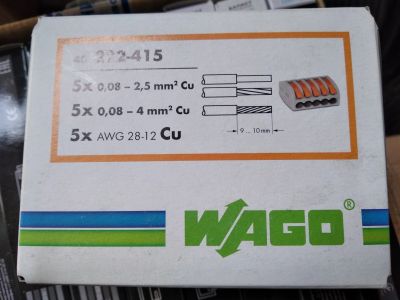 40 222-415
5x 0,08 – 2,5 mm² Cu
5x 0,08 – 4 mm² Cu
5x AWG 28-12 Cu
9 ... 10 mm
WAGO®